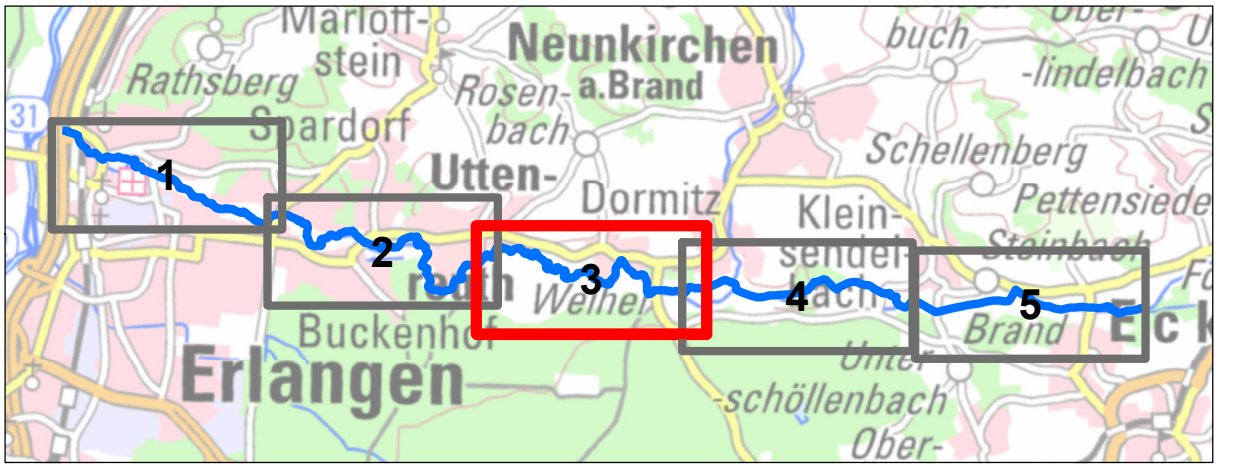 Marloff-
stein
Neunkirchen
a.Brand
buch
Ober-
-lindelbach
Rathsberg
Rosen-
bach
31
Spardorf
Schellenberg
1
Utten-
Dormitz
Klein-
sendel-
bach
Pettensiede
Steinbach
2
3
4
5
reuth
Weiher
Brand
Eck
Buckenhof
Erlangen
Unter-
-schöllenbach
Ober-